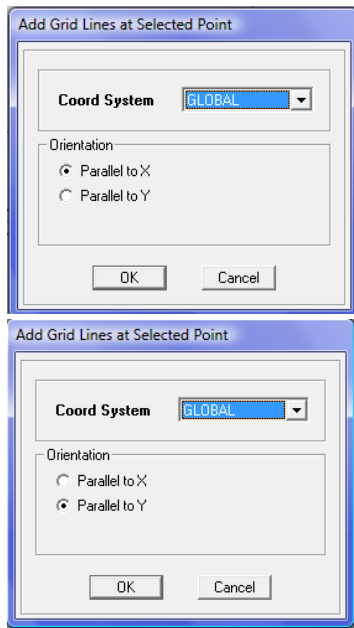 Add Grid Lines at Selected Point
Coord System GLOBAL
Orientation
Parallel to X
Parallel to Y
OK Cancel
Add Grid Lines at Selected Point
Coord System GLOBAL
Orientation
Parallel to X
Parallel to Y
OK Cancel